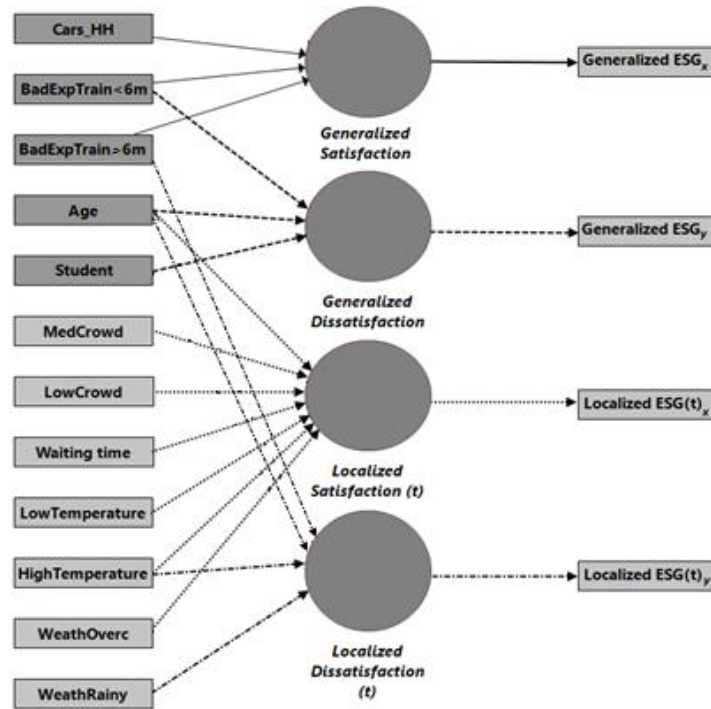 Cars_HH
BadExpTrain<6m
BadExpTrain>6m
Age
Student
MedCrowd
LowCrowd
Waiting time
LowTemperature
HighTemperature
WeathOverc
WeathRainy
Generalized
Satisfaction
Generalized
Dissatisfaction
Localized
Satisfaction (t)
Localized
Dissatisfaction
(t)
Generalized ESGx
Generalized ESGy
Localized ESG(t)x
Localized ESG(t)y